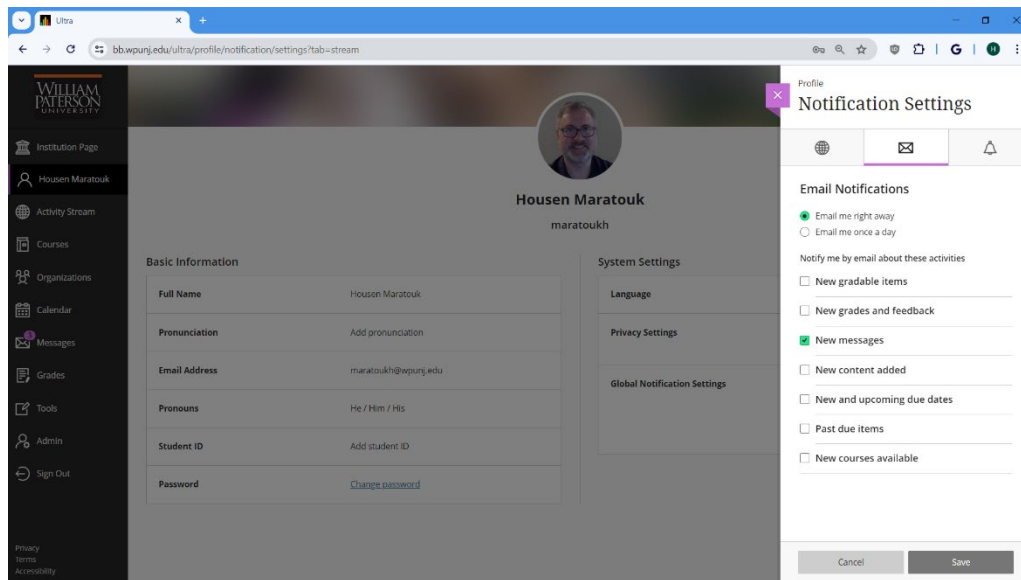 Ultra
bb.wpunj.edu/ultra/profile/notification/settings?tab=stream
G
H
WILLIAM
PATERSON
UNIVERSITY
Institution Page
Housen Maratouk
Activity Stream
Courses
Organizations
Calendar
Messages
Grades
Tools
Admin
Sign Out
Privacy
Terms
Accessibility
Housen Maratouk
maratoukh
Basic Information
Full Name Housen Maratouk
Pronunciation Add pronunciation
Email Address maratoukh@wpunj.edu
Pronouns He / Him / His
Student ID Add student ID
Password Change password
System Settings
Language
Privacy Settings
Global Notification Settings
Profile
Notification Settings
Email Notifications
Email me right away
Email me once a day
Notify me by email about these activities
New gradable items
New grades and feedback
New messages
New content added
New and upcoming due dates
Past due items
New courses available
Cancel Save